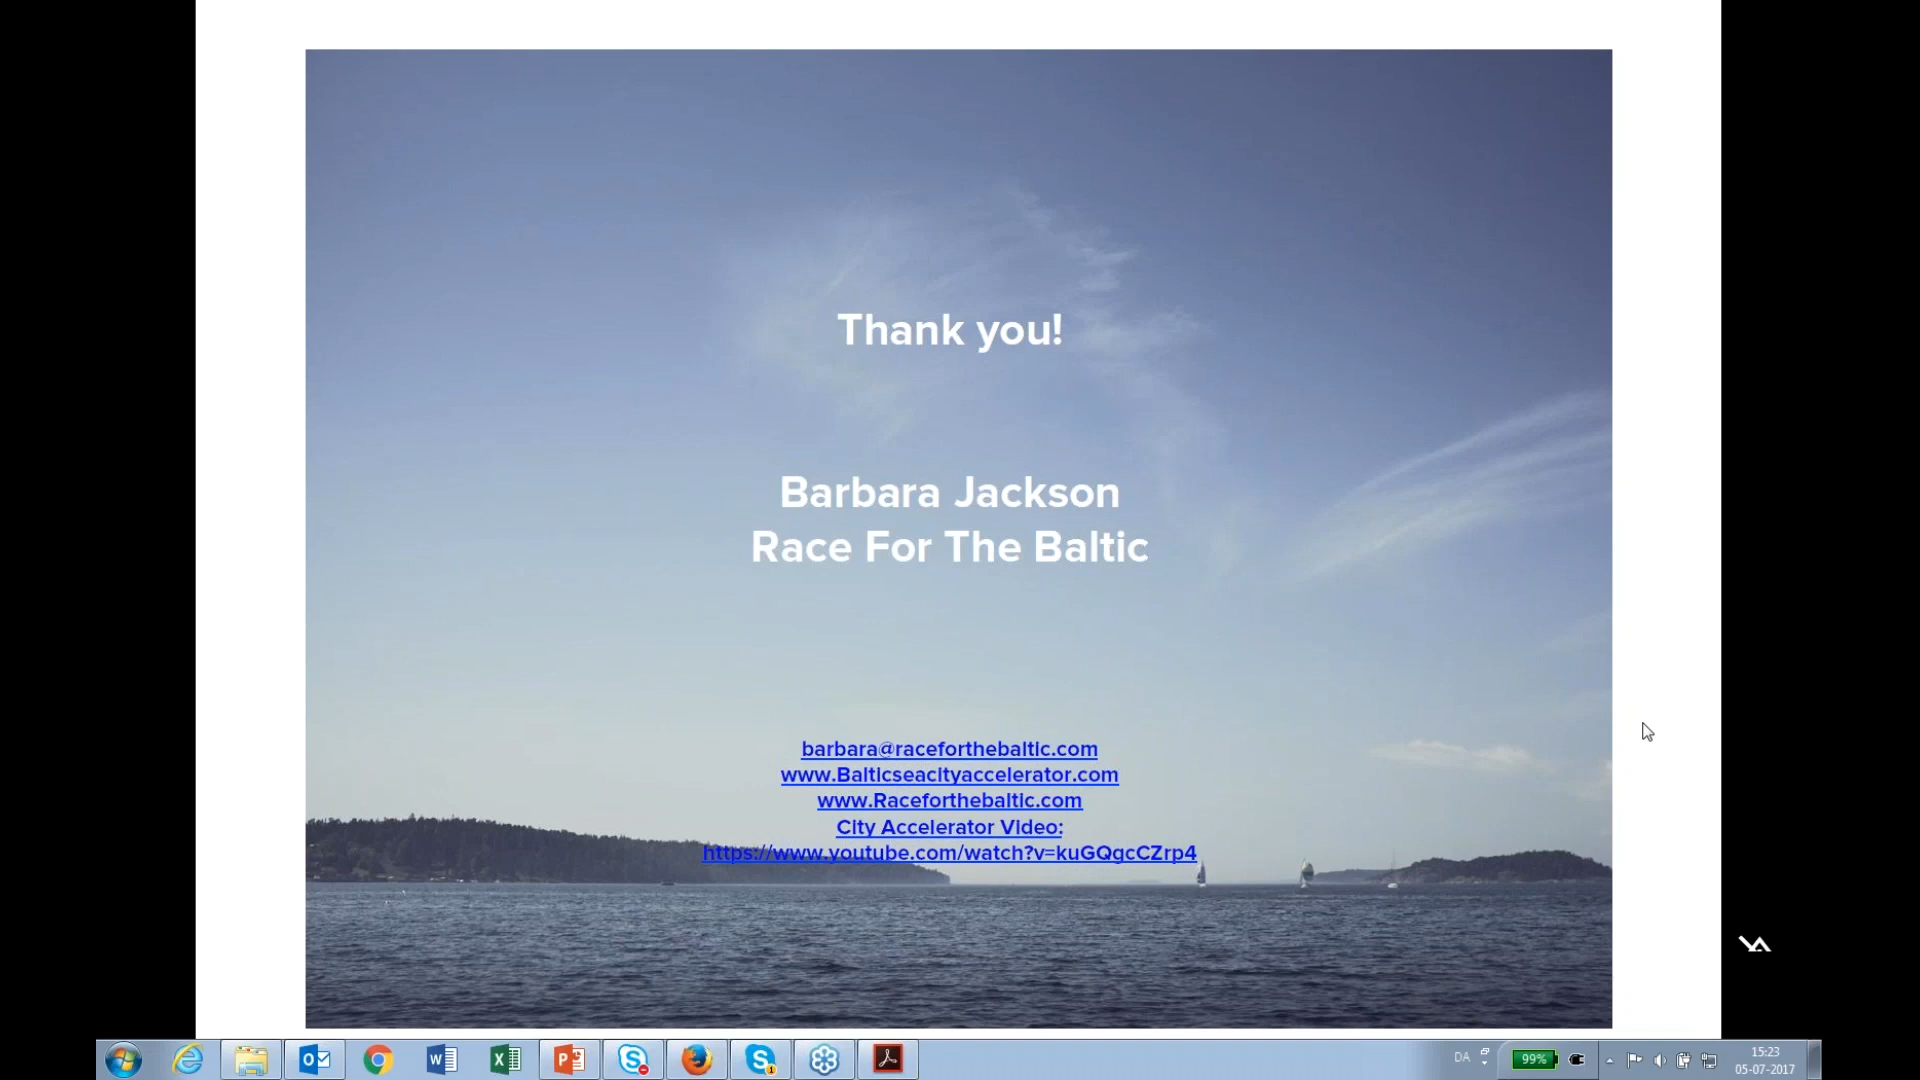 Thank you!
Barbara Jackson
Race For The Baltic
barbara@raceforthebaltic.com
www.Balticseacityaccelerator.com
www.Raceforthebaltic.com
City Accelerator Video:
https://www.youtube.com/watch?v=kuGQgcCZrp4
DA
99%
15:23
05-07-2017